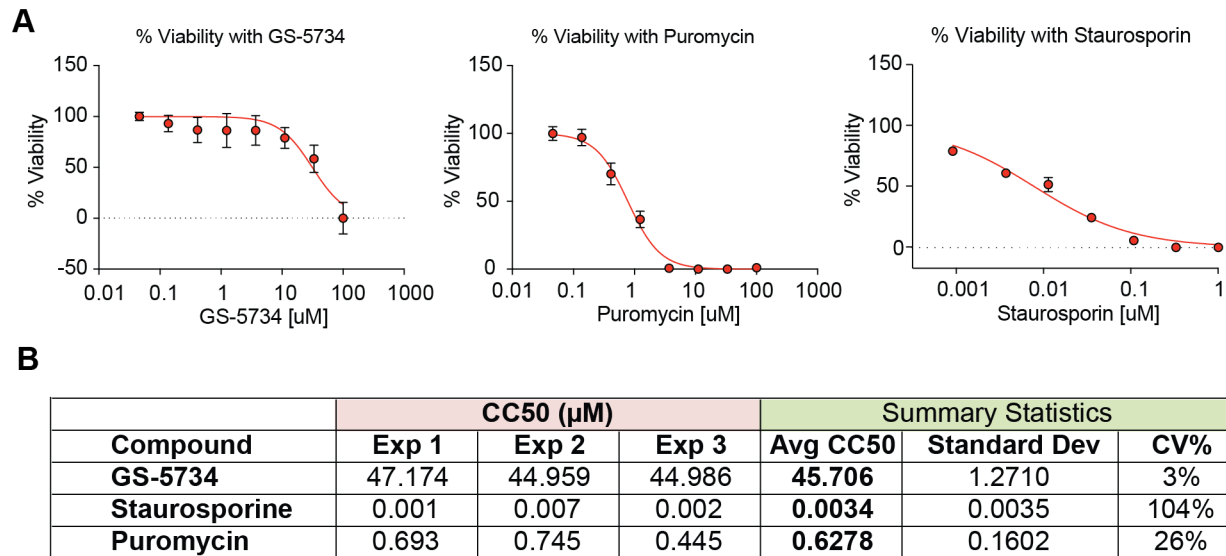 A
% Viability with GS-5734
% Viability with Puromycin
% Viability with Staurosporin
% Viability
150
100
50
0
-50
0.01 0.1 1 10 100 1000
GS-5734 [uM]
% Viability
150
100
50
0
0.01 0.1 1 10 100 1000
Puromycin [uM]
% Viability
150
100
50
0
0.001 0.01 0.1 1
Staurosporin [uM]
B
CC50 (µM) Summary Statistics
Compound Exp 1 Exp 2 Exp 3 Avg CC50 Standard Dev CV%
GS-5734 47.174 44.959 44.986 45.706 1.2710 3%
Staurosporine 0.001 0.007 0.002 0.0034 0.0035 104%
Puromycin 0.693 0.745 0.445 0.6278 0.1602 26%